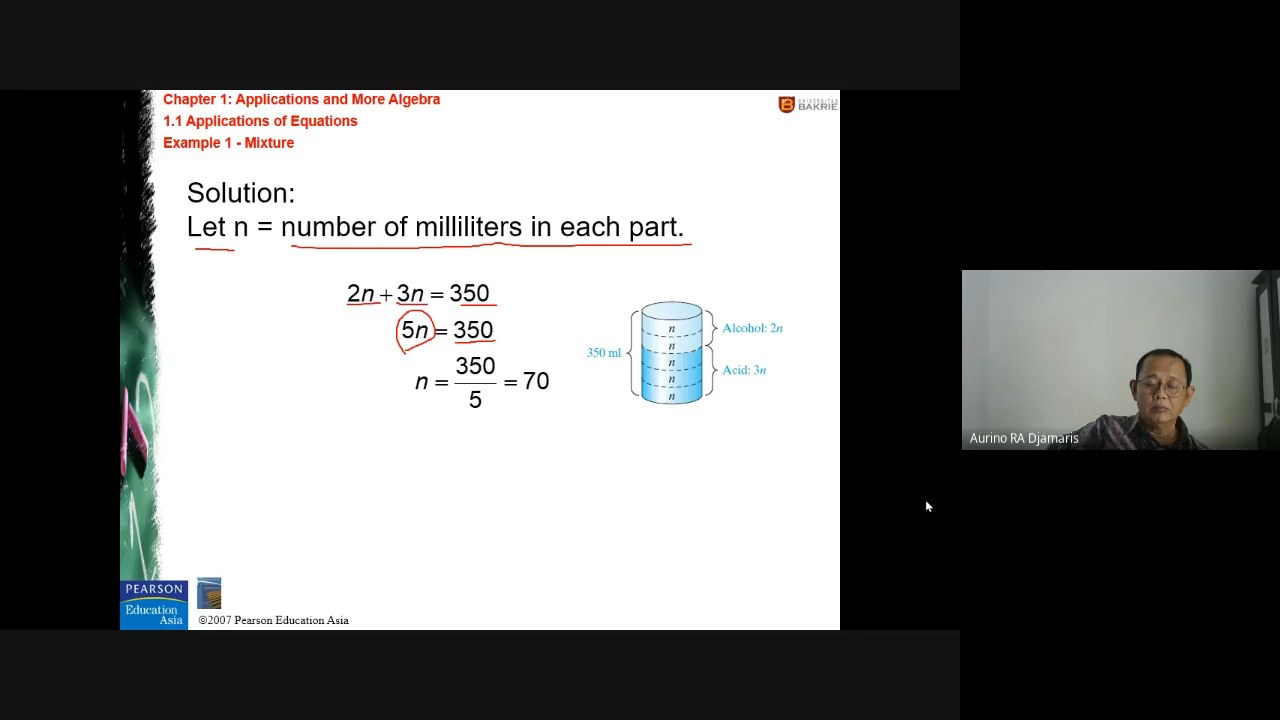 Chapter 1: Applications and More Algebra
1.1 Applications of Equations
Example 1 - Mixture
UNIVERSITAS
BAKRIE
Solution:
Let n = number of milliliters in each part.
2n + 3n = 350
5n = 350
n = 350/5 = 70
350 ml
n
n
n
n
n
Alcohol: 2n
Acid: 3n
Aurino RA Djamaris
PEARSON
Education
Asia
©2007 Pearson Education Asia